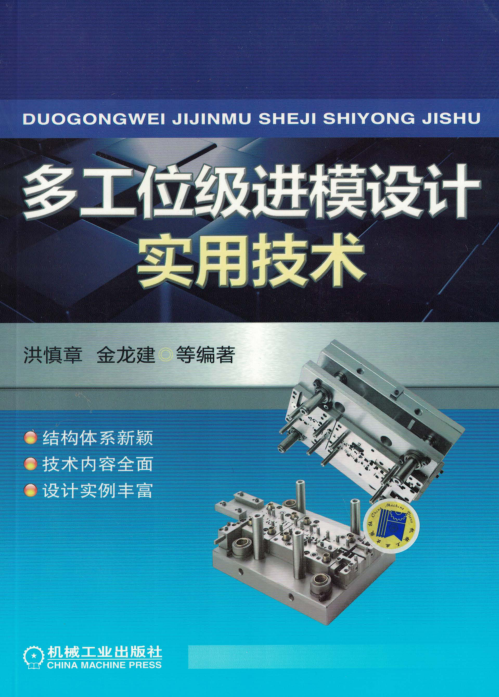 DUOGONGWEI JIJINMU SHEJI SHIYONG JISHU
多工位级进模设计
实用技术
洪慎章 金龙建 等编著
结构体系新颖
技术内容全面
设计实例丰富
机械工业出版社
CHINA MACHINE PRESS